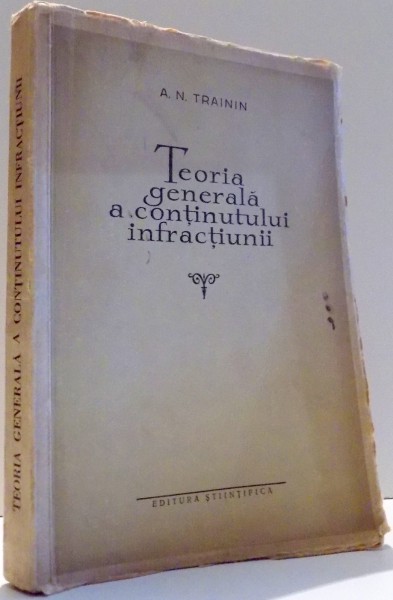 A. N. TRAININ
Teoria
generală
a conținutului
infracțiunii
EDITURA ȘTIINȚIFICĂ
TEORIA GENERALĂ A CONȚINUTULUI INFRACȚIUNII